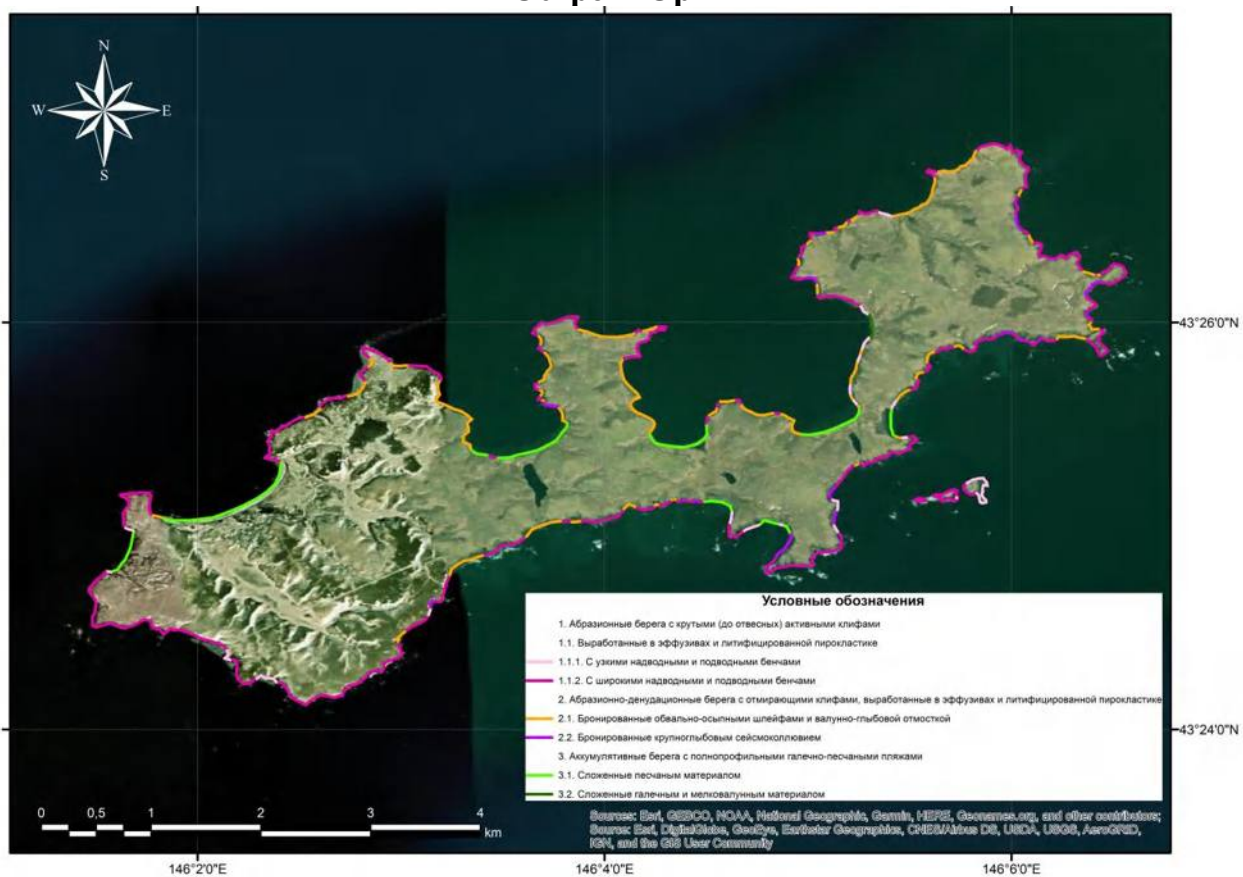 N
W E
S
43°26'0"N
43°24'0"N
Условные обозначения
1. Абразионные берега с крутыми (до отвесных) активными клифами
1.1. Выработанные в эффузивах и литифицированной пирокластике
1.1.1. С узкими надводными и подводными бенчами
1.1.2. С широкими надводными и подводными бенчами
2. Абразионно-денудационные берега с отмирающими клифами, выработанные в эффузивах и литифицированной пирокластике
2.1. Бронированные обвально-осыпными шлейфами и валунно-глыбовой отмосткой
2.2. Бронированные крупноглыбовым сейсмоколлювием
3. Аккумулятивные берега с полнопрофильными галечно-песчаными пляжами
3.1. Сложенные песчаным материалом
3.2. Сложенные галечным и мелковалунным материалом
0 0,5 1 2 3 4
km
Sources: Esri, GEBCO, NOAA, National Geographic, Garmin, HERE, Geonames.org, and other contributors;
Source: Esri, DigitalGlobe, GeoEye, Earthstar Geographics, CNES/Airbus DS, USDA, USGS, AeroGRID,
IGN, and the GIS User Community
146°2'0"E 146°4'0"E 146°6'0"E